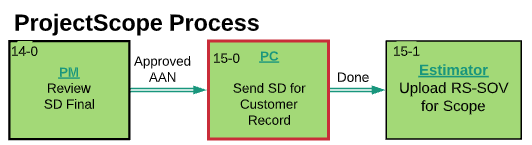 ProjectScope Process
14-0
PM
Review
SD Final
Approved
AAN
15-0
PC
Send SD for
Customer
Record
Done
15-1
Estimator
Upload RS-SOV
for Scope